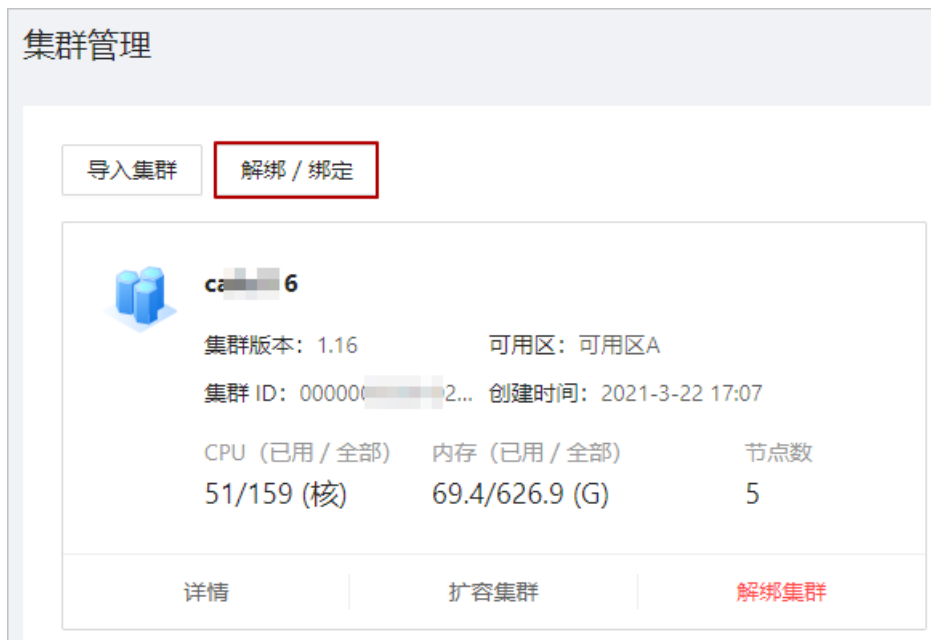 集群管理
导入集群 解绑 / 绑定
6
集群版本：1.16 可用区：可用区A
集群 ID：00000 2... 创建时间：2021-3-22 17:07
CPU（已用 / 全部） 内存（已用 / 全部） 节点数
51/159 (核) 69.4/626.9 (G) 5
详情 扩容集群 解绑集群